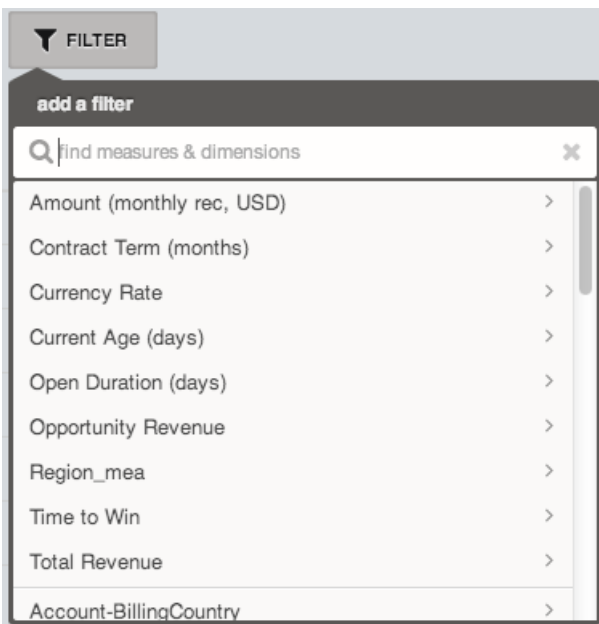 FILTER
add a filter
find measures & dimensions
Amount (monthly rec, USD)
Contract Term (months)
Currency Rate
Current Age (days)
Open Duration (days)
Opportunity Revenue
Region_mea
Time to Win
Total Revenue
Account-BillingCountry